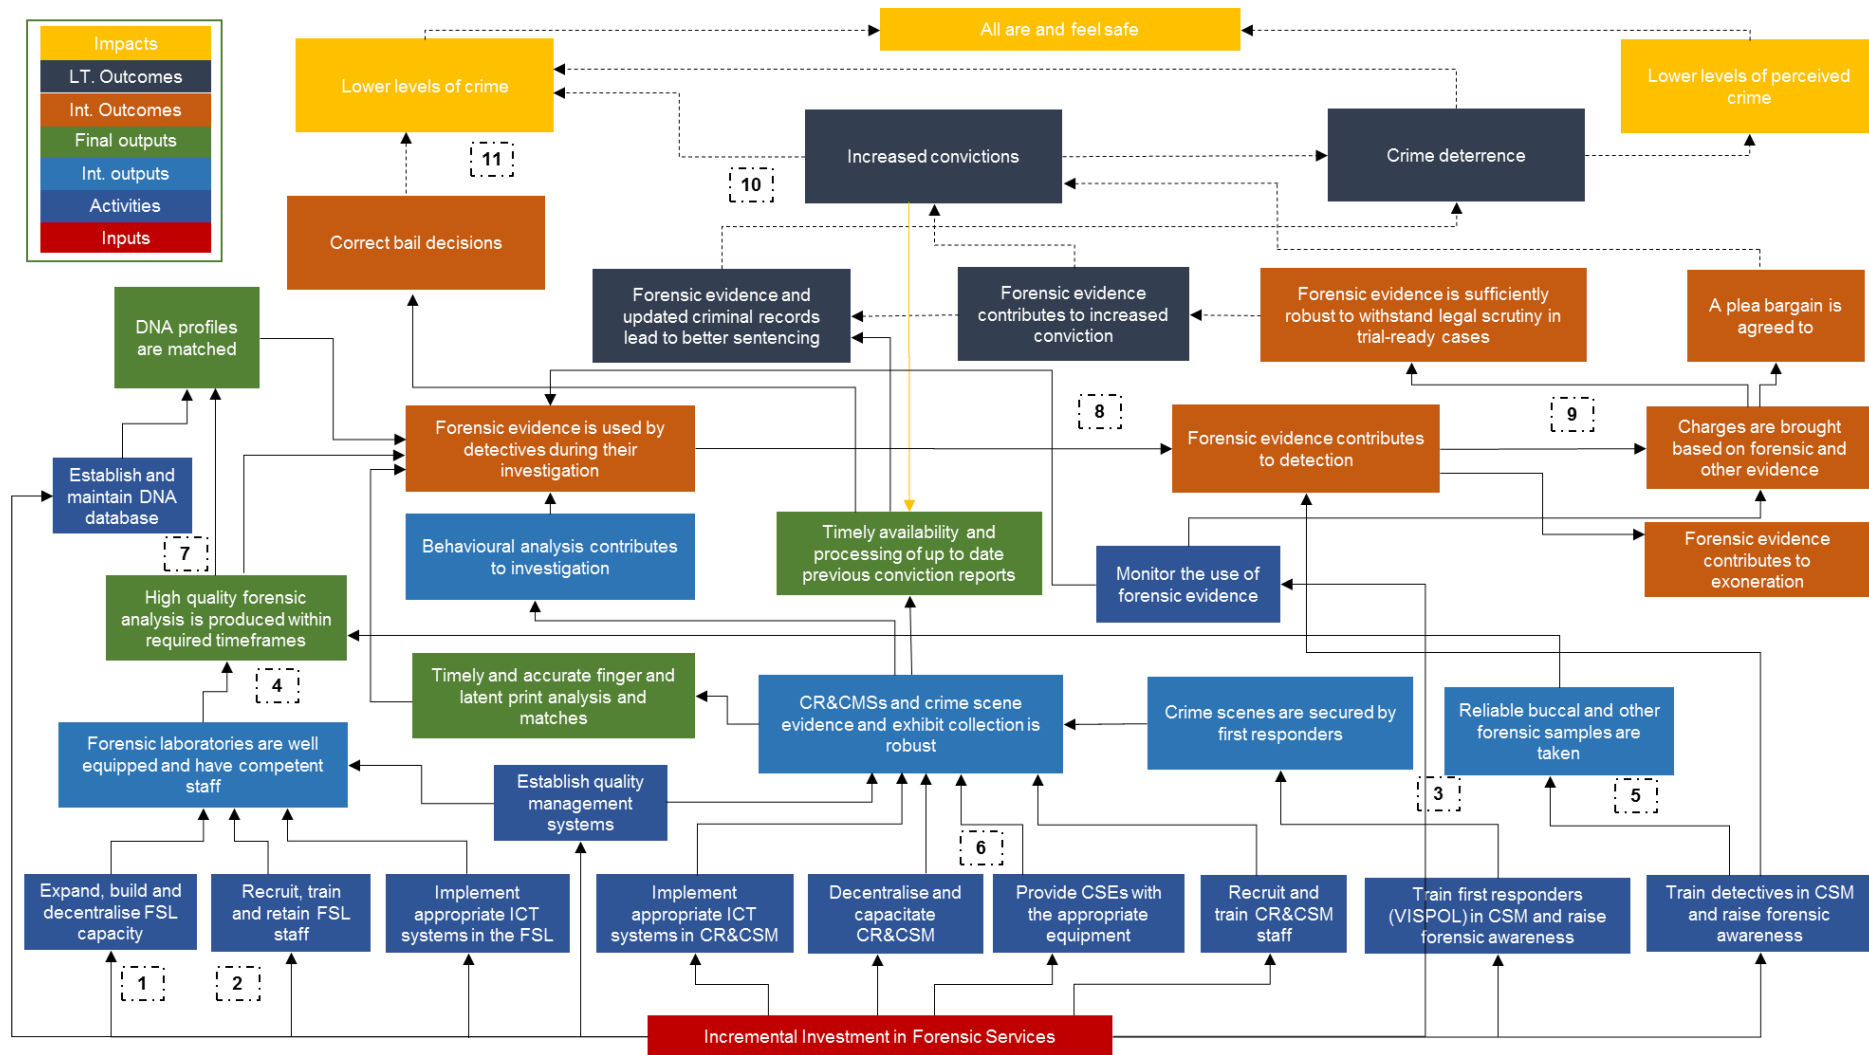 Impacts
LT. Outcomes
Int. Outcomes
Final outputs
Int. outputs
Activities
Inputs
All are and feel safe
Lower levels of crime
Lower levels of perceived
crime
11
10
Increased convictions
Crime deterrence
Correct bail decisions
Forensic evidence and
updated criminal records
lead to better sentencing
Forensic evidence
contributes to increased
conviction
Forensic evidence is sufficiently
robust to withstand legal scrutiny in
trial-ready cases
A plea bargain is
agreed to
DNA profiles
are matched
Forensic evidence is used by
detectives during their
investigation
8
Forensic evidence contributes
to detection
9
Charges are brought
based on forensic and
other evidence
Establish and
maintain DNA
database
7
Behavioural analysis contributes
to investigation
Timely availability and
processing of up to date
previous conviction reports
Monitor the use of
forensic evidence
Forensic evidence
contributes to
exoneration
High quality forensic
analysis is produced within
required timeframes
4
Timely and accurate finger and
latent print analysis and
matches
CR&CMSs and crime scene
evidence and exhibit collection is
robust
Crime scenes are secured by
first responders
Reliable buccal and other
forensic samples are
taken
Forensic laboratories are well
equipped and have competent
staff
Establish quality
management
systems
3
5
6
Expand, build and
decentralise FSL
capacity
Recruit, train
and retain FSL
staff
Implement
appropriate ICT
systems in the FSL
Implement
appropriate ICT
systems in CR&CSM
Decentralise and
capacitate
CR&CSM
Provide CSEs with
the appropriate
equipment
Recruit and
train CR&CSM
staff
Train first responders
(VISPOL) in CSM and raise
forensic awareness
Train detectives in CSM
and raise forensic
awareness
1
2
Incremental Investment in Forensic Services